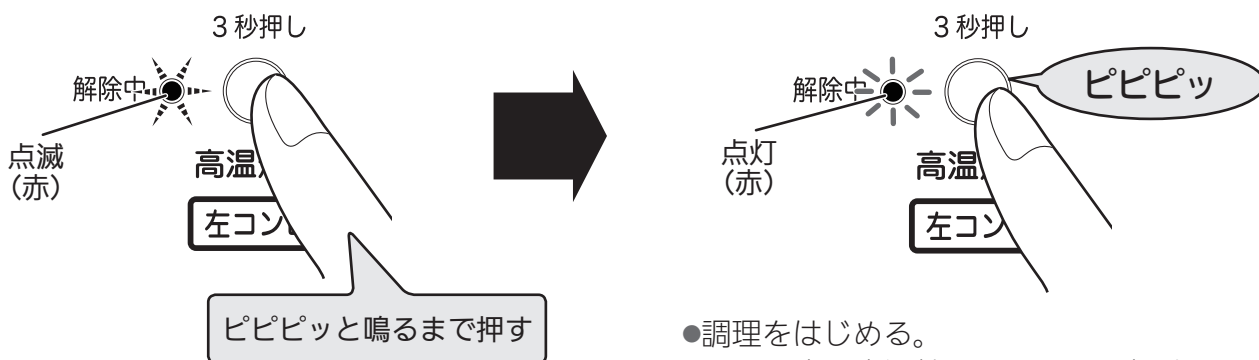 3秒押し
解除中
点滅
（赤）
高温
左コン
ピピピッと鳴るまで押す
3秒押し
解除中
ピピピッ
点灯
（赤）
高温
左コン
●調理をはじめる。